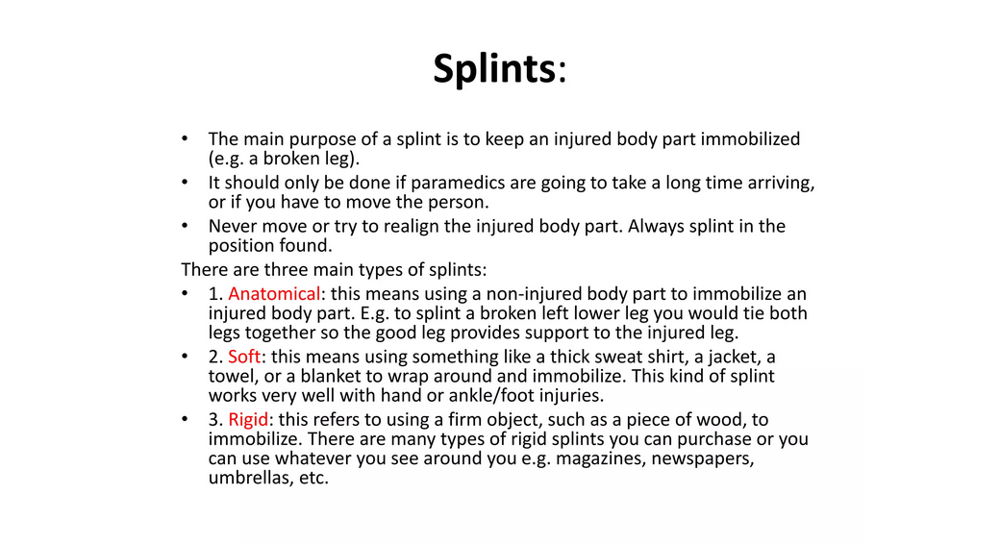 Splints:
• The main purpose of a splint is to keep an injured body part immobilized
(e.g. a broken leg).
• It should only be done if paramedics are going to take a long time arriving,
or if you have to move the person.
• Never move or try to realign the injured body part. Always splint in the
position found.
There are three main types of splints:
• 1. Anatomical: this means using a non-injured body part to immobilize an
injured body part. E.g. to splint a broken left lower leg you would tie both
legs together so the good leg provides support to the injured leg.
• 2. Soft: this means using something like a thick sweat shirt, a jacket, a
towel, or a blanket to wrap around and immobilize. This kind of splint
works very well with hand or ankle/foot injuries.
• 3. Rigid: this refers to using a firm object, such as a piece of wood, to
immobilize. There are many types of rigid splints you can purchase or you
can use whatever you see around you e.g. magazines, newspapers,
umbrellas, etc.